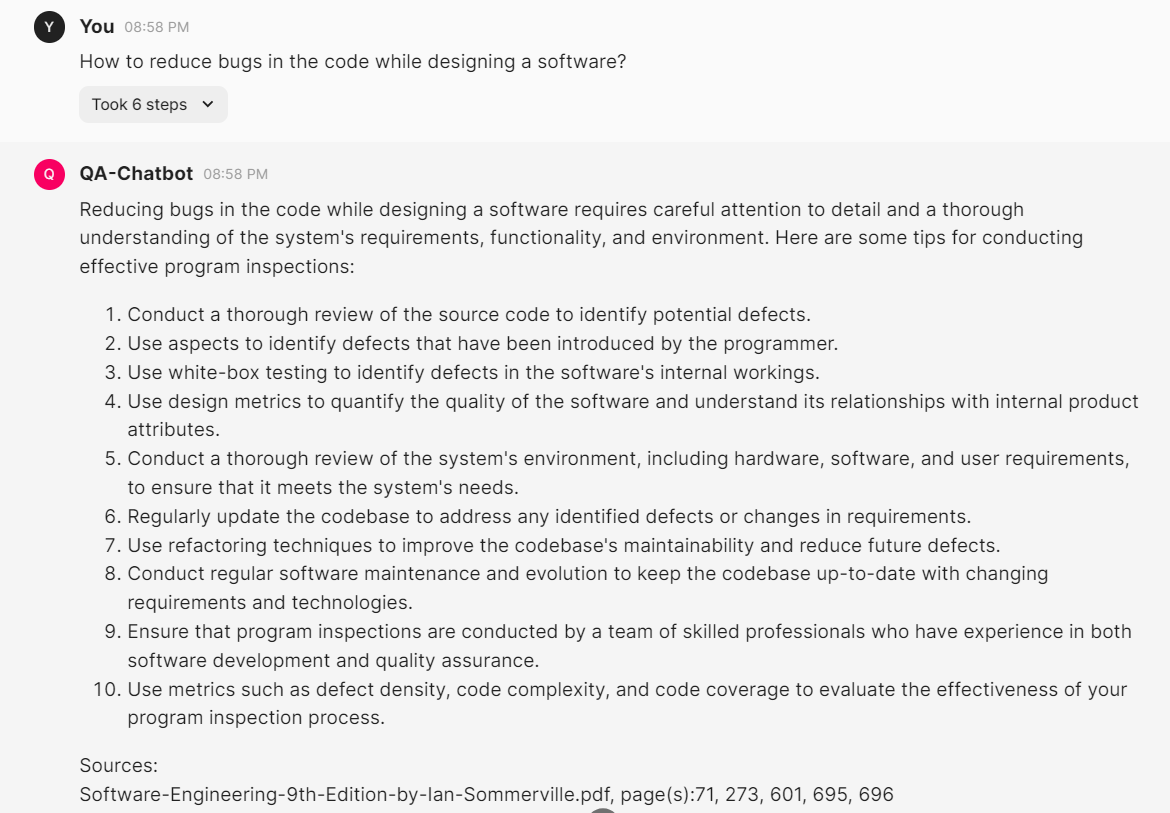 Y
You 08:58 PM
How to reduce bugs in the code while designing a software?
Took 6 steps
Q
QA-Chatbot 08:58 PM
Reducing bugs in the code while designing a software requires careful attention to detail and a thorough
understanding of the system's requirements, functionality, and environment. Here are some tips for conducting
effective program inspections:
1. Conduct a thorough review of the source code to identify potential defects.
2. Use aspects to identify defects that have been introduced by the programmer.
3. Use white-box testing to identify defects in the software's internal workings.
4. Use design metrics to quantify the quality of the software and understand its relationships with internal product
attributes.
5. Conduct a thorough review of the system's environment, including hardware, software, and user requirements,
to ensure that it meets the system's needs.
6. Regularly update the codebase to address any identified defects or changes in requirements.
7. Use refactoring techniques to improve the codebase's maintainability and reduce future defects.
8. Conduct regular software maintenance and evolution to keep the codebase up-to-date with changing
requirements and technologies.
9. Ensure that program inspections are conducted by a team of skilled professionals who have experience in both
software development and quality assurance.
10. Use metrics such as defect density, code complexity, and code coverage to evaluate the effectiveness of your
program inspection process.
Sources:
Software-Engineering-9th-Edition-by-Ian-Sommerville.pdf, page(s):71, 273, 601, 695, 696